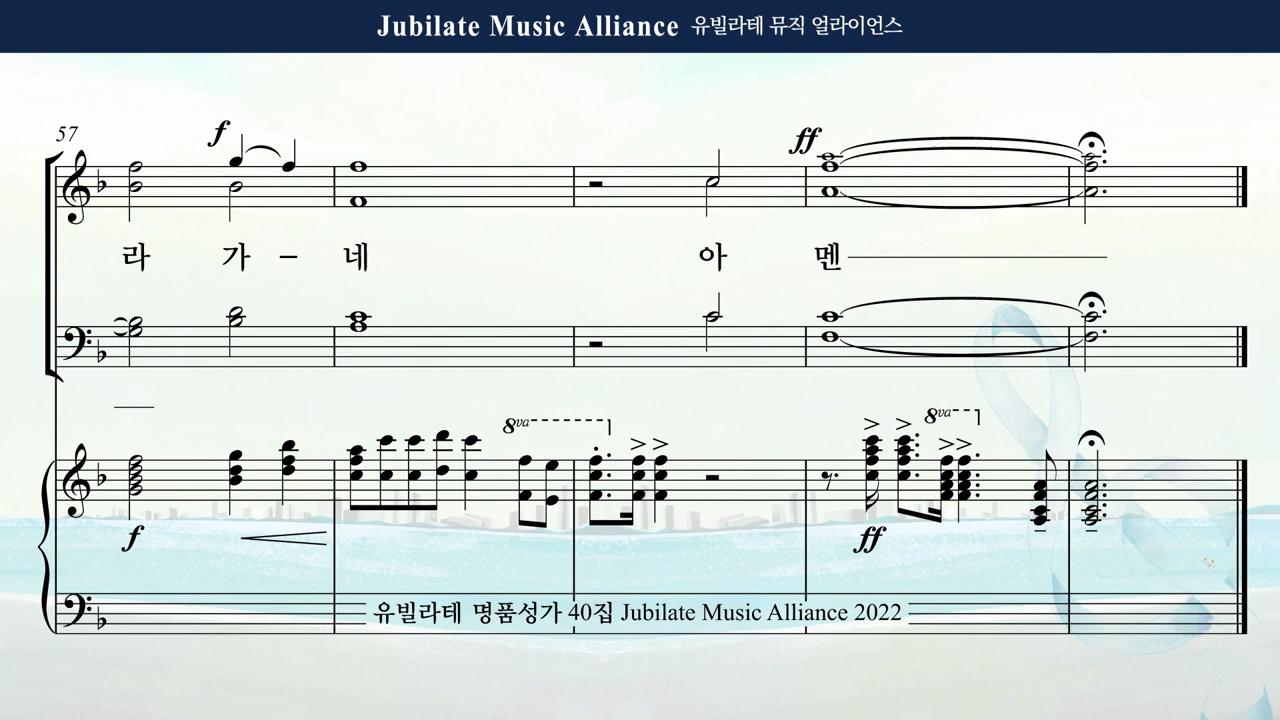 Jubilate Music Alliance 유빌라테 뮤직 얼라이언스
57
f
ff
라 가 – 네 아 멘
8va
8va
f
ff
유빌라테 명품성가 40집 Jubilate Music Alliance 2022